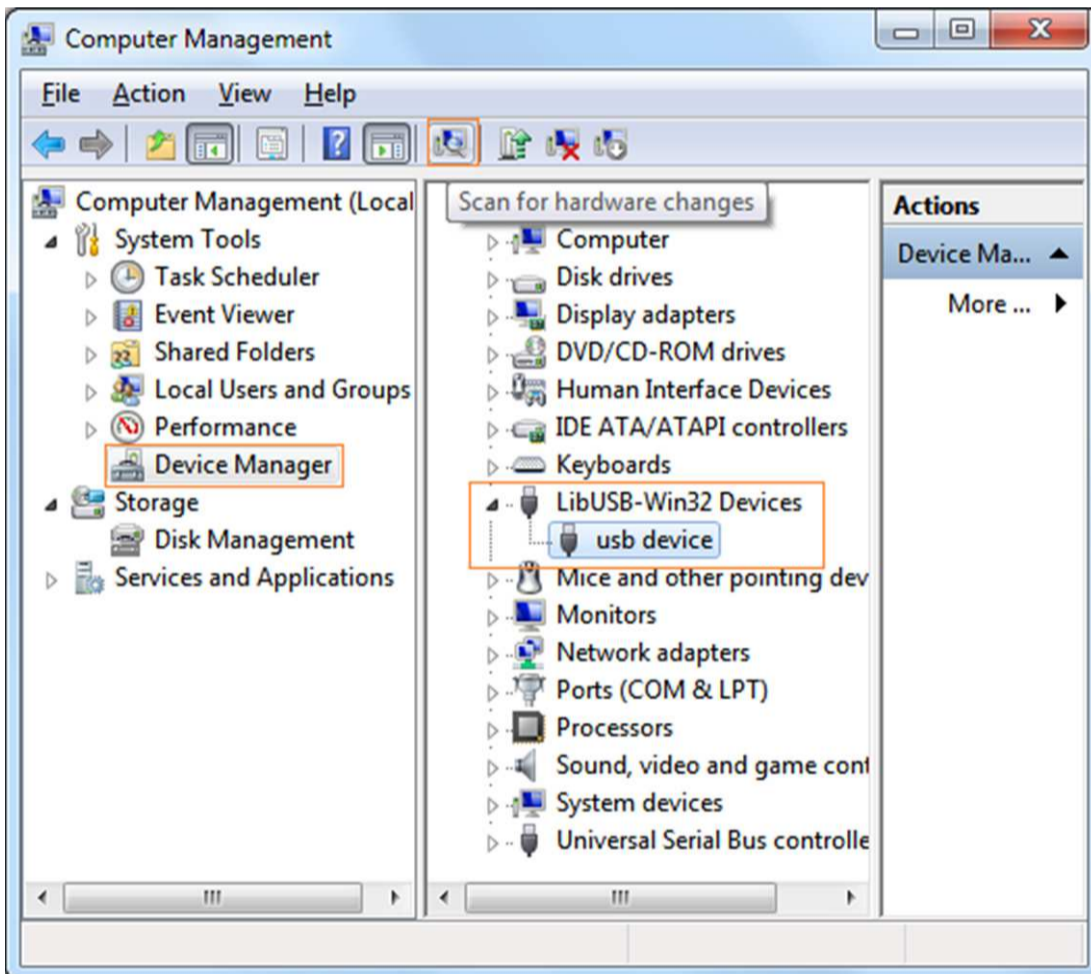 Computer Management
File Action View Help
Scan for hardware changes
Computer Management (Local
System Tools
Task Scheduler
Event Viewer
Shared Folders
Local Users and Groups
Performance
Device Manager
Storage
Disk Management
Services and Applications
Computer
Disk drives
Display adapters
DVD/CD-ROM drives
Human Interface Devices
IDE ATA/ATAPI controllers
Keyboards
LibUSB-Win32 Devices
usb device
Mice and other pointing dev
Monitors
Network adapters
Ports (COM & LPT)
Processors
Sound, video and game cont
System devices
Universal Serial Bus controlle
Actions
Device Ma...
More ...